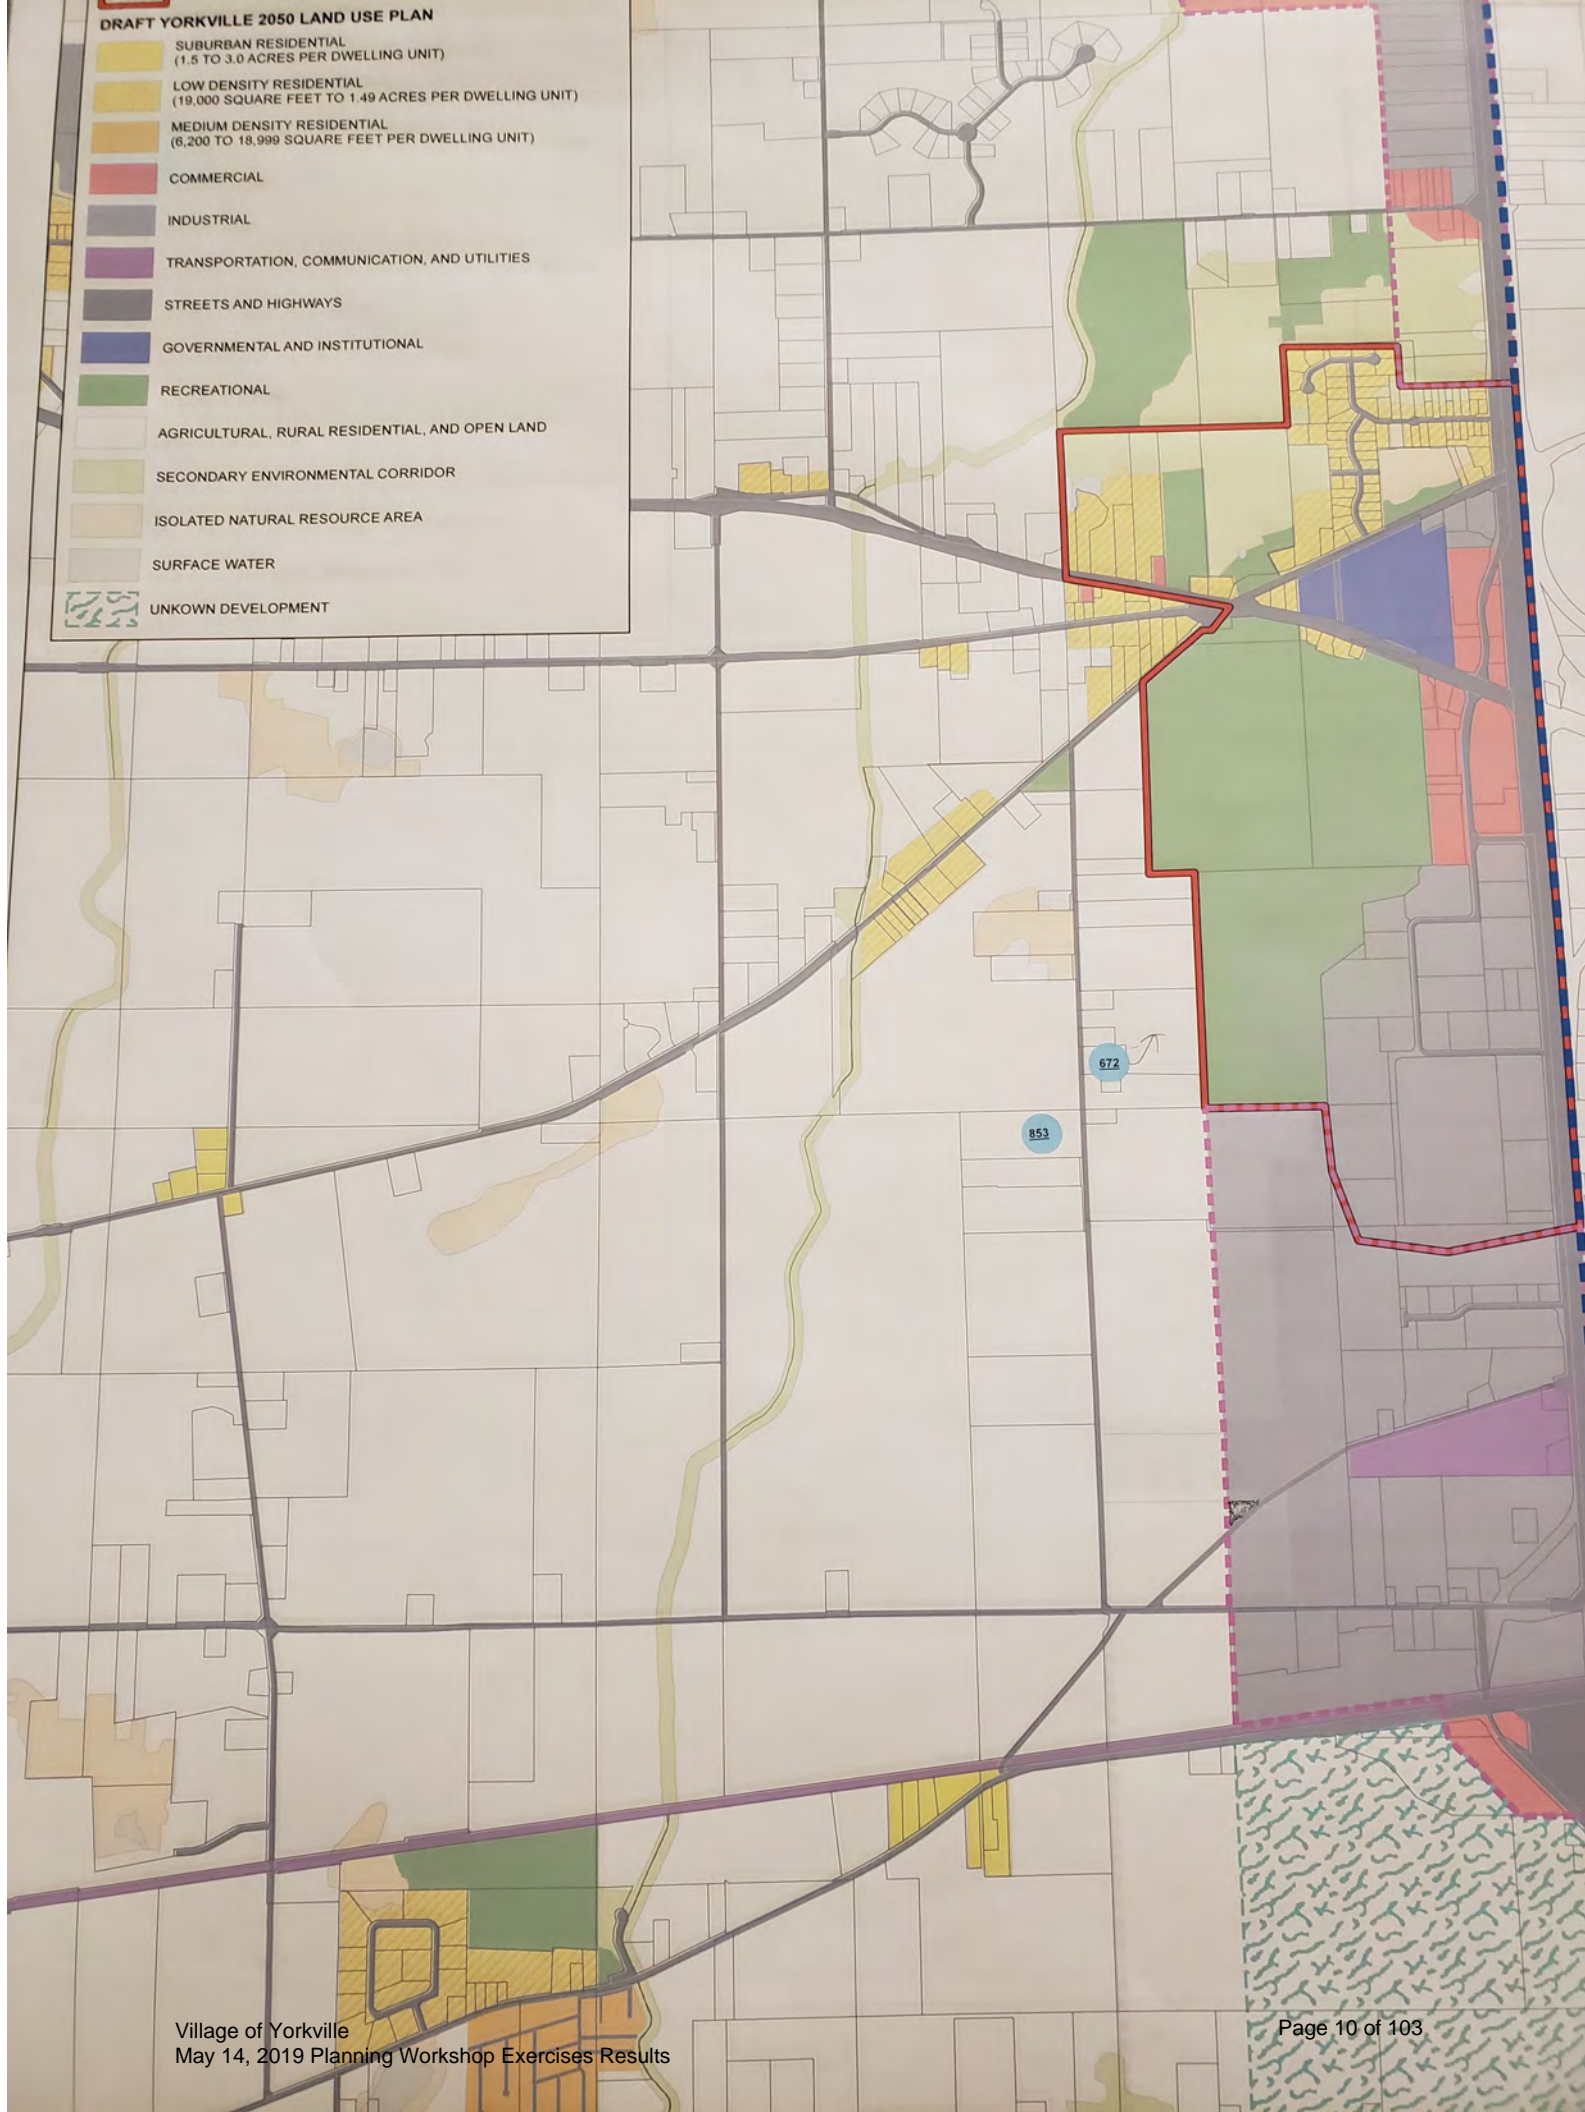 DRAFT YORKVILLE 2050 LAND USE PLAN
SUBURBAN RESIDENTIAL
(1.5 TO 3.0 ACRES PER DWELLING UNIT)
LOW DENSITY RESIDENTIAL
(19,000 SQUARE FEET TO 1.49 ACRES PER DWELLING UNIT)
MEDIUM DENSITY RESIDENTIAL
(6,200 TO 18,999 SQUARE FEET PER DWELLING UNIT)
COMMERCIAL
INDUSTRIAL
TRANSPORTATION, COMMUNICATION, AND UTILITIES
STREETS AND HIGHWAYS
GOVERNMENTAL AND INSTITUTIONAL
RECREATIONAL
AGRICULTURAL, RURAL RESIDENTIAL, AND OPEN LAND
SECONDARY ENVIRONMENTAL CORRIDOR
ISOLATED NATURAL RESOURCE AREA
SURFACE WATER
UNKOWN DEVELOPMENT
672
853
Village of Yorkville
May 14, 2019 Planning Workshop Exercises Results
Page 10 of 103